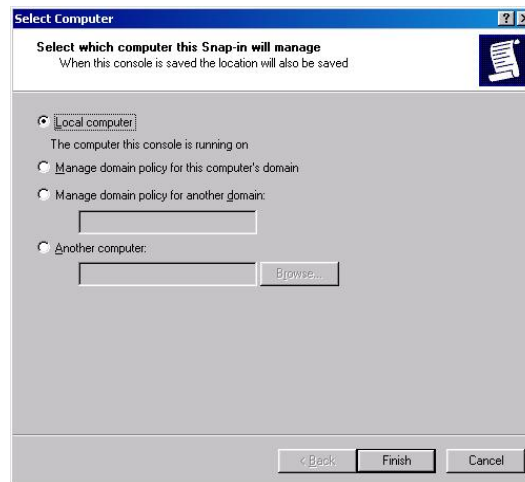 Select Computer
Select which computer this Snap-in will manage
When this console is saved the location will also be saved
Local computer
The computer this console is running on
Manage domain policy for this computer's domain
Manage domain policy for another domain:
Another computer:
Browse...
< Back Finish Cancel